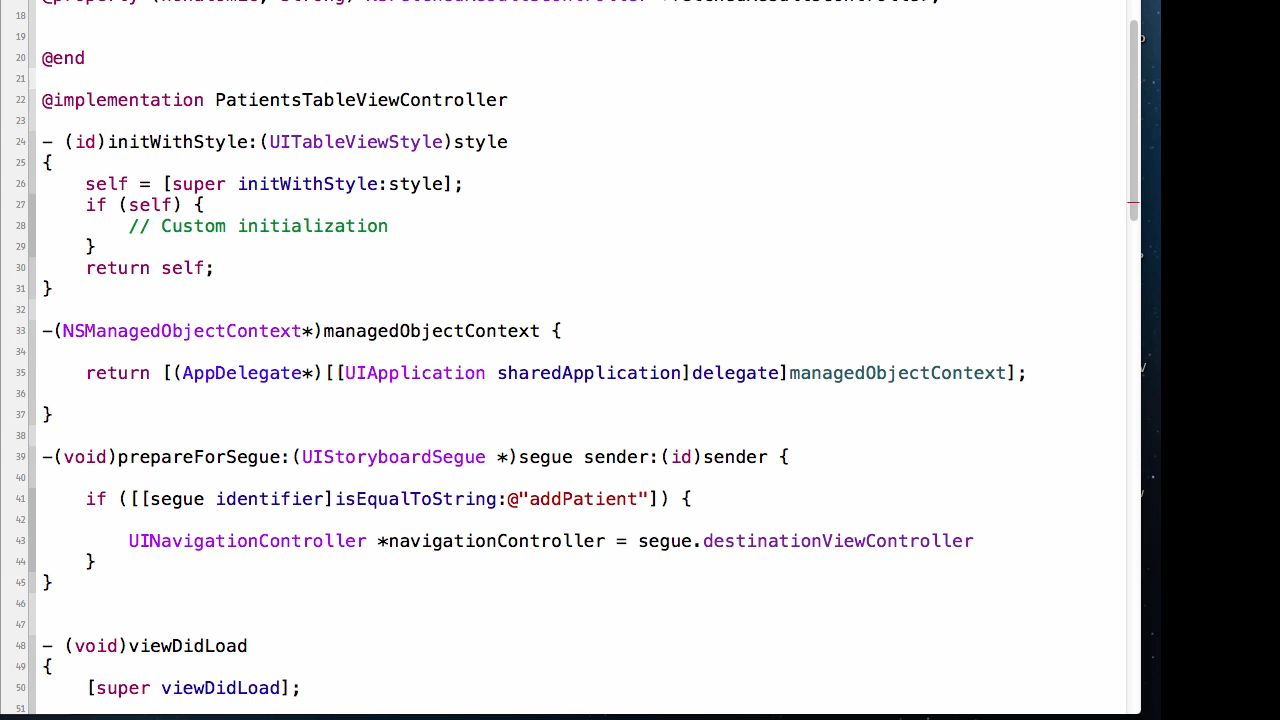 18
19
20 @end
21
22 @implementation PatientsTableViewController
23
24 - (id)initWithStyle:(UITableViewStyle)style
25 {
26     self = [super initWithStyle:style];
27     if (self) {
28         // Custom initialization
29     }
30     return self;
31 }
32
33 -(NSManagedObjectContext*)managedObjectContext {
34
35     return [(AppDelegate*)[[UIApplication sharedApplication]delegate]managedObjectContext];
36
37 }
38
39 -(void)prepareForSegue:(UIStoryboardSegue *)segue sender:(id)sender {
40
41     if ([[segue identifier]isEqualToString:@"addPatient"]) {
42
43         UINavigationController *navigationController = segue.destinationViewController
44     }
45 }
46
47
48 - (void)viewDidLoad
49 {
50     [super viewDidLoad];
51